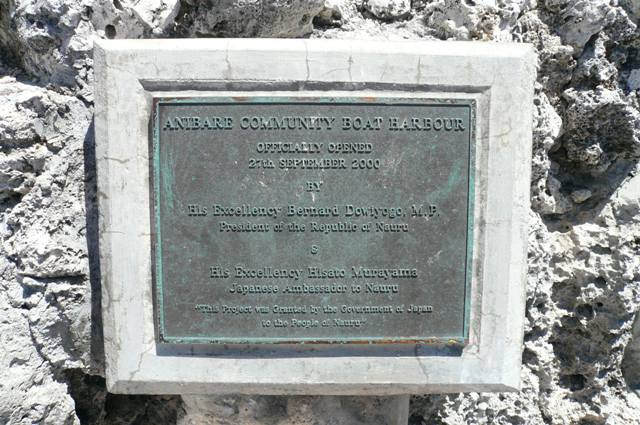 ANIBARE COMMUNITY BOAT HARBOUR
OFFICIALLY OPENED
27th SEPTEMBER 2000
BY
His Excellency Bernard Dowiyogo, M.P.
President of the Republic of Nauru
&
His Excellency Hisato Murayama
Japanese Ambassador to Nauru
"This Project was Granted by the Government of Japan
to the People of Nauru"